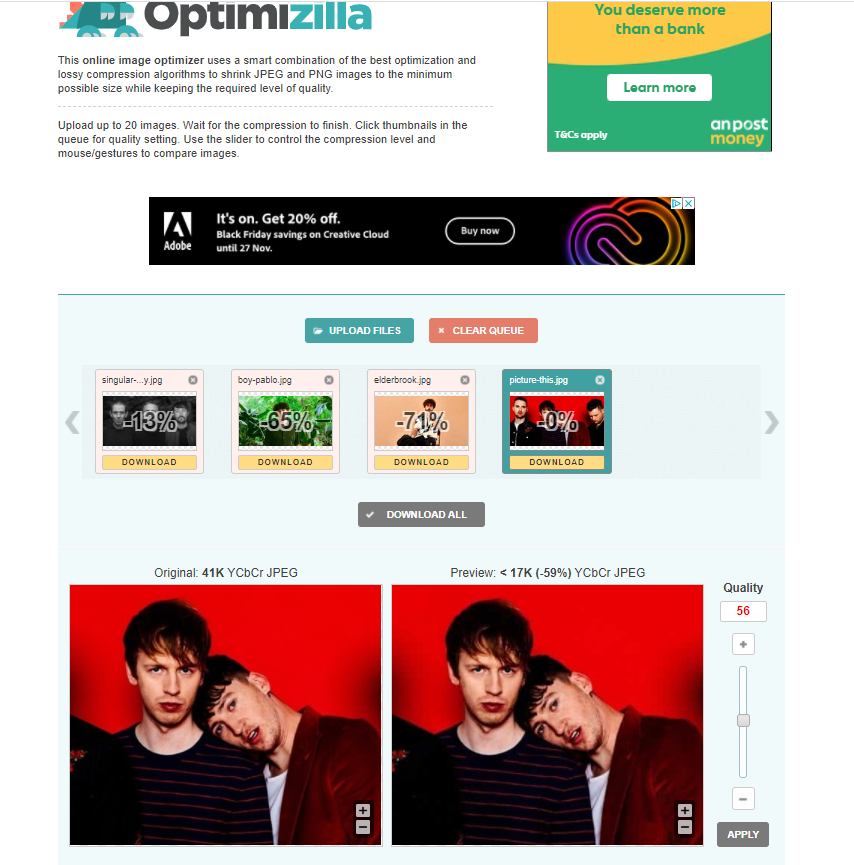 Optimizilla
You deserve more
than a bank
This online image optimizer uses a smart combination of the best optimization and
lossy compression algorithms to shrink JPEG and PNG images to the minimum
possible size while keeping the required level of quality.
Learn more
Upload up to 20 images. Wait for the compression to finish. Click thumbnails in the
queue for quality setting. Use the slider to control the compression level and
mouse/gestures to compare images.
T&Cs apply
an post
money
Adobe
It's on. Get 20% off.
Black Friday savings on Creative Cloud
until 27 Nov.
Buy now
UPLOAD FILES
CLEAR QUEUE
singular-...y.jpg
boy-pablo.jpg
elderbrook.jpg
picture-this.jpg
-13%
-65%
-71%
-0%
DOWNLOAD
DOWNLOAD
DOWNLOAD
DOWNLOAD
DOWNLOAD ALL
Original: 41K YCbCr JPEG
Preview: < 17K (-59%) YCbCr JPEG
Quality
56
APPLY